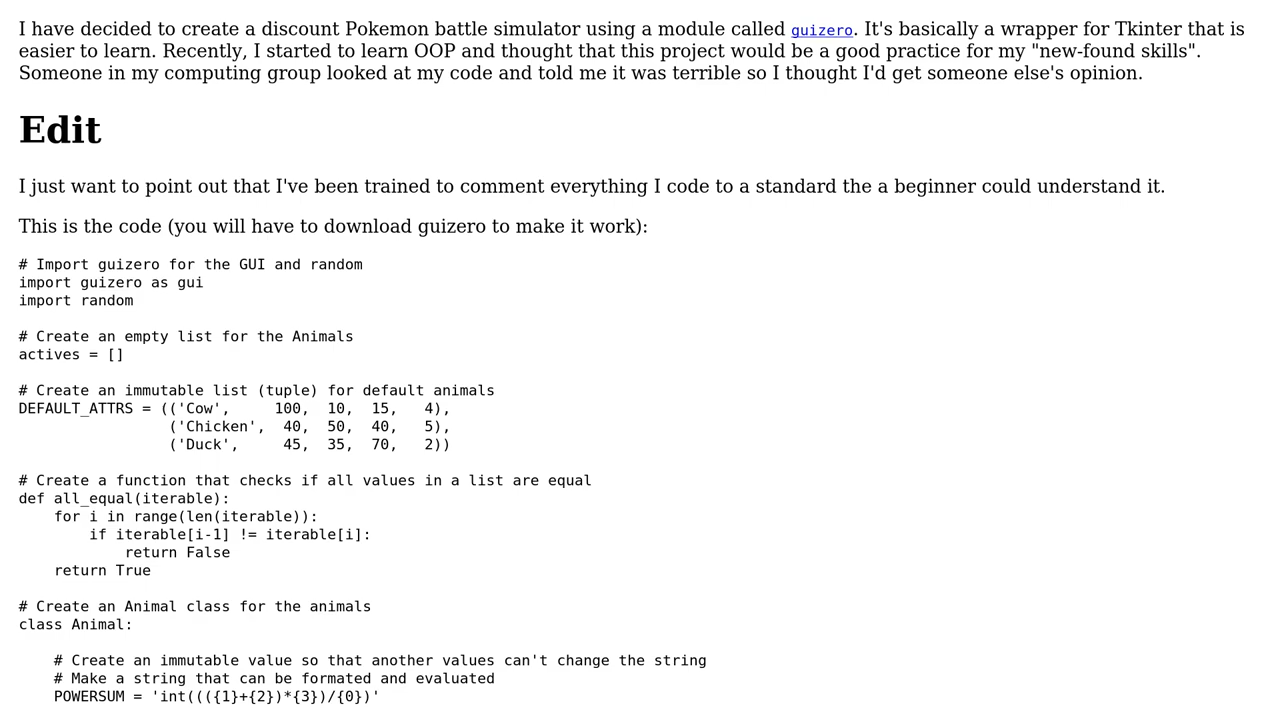 I have decided to create a discount Pokemon battle simulator using a module called guizero. It's basically a wrapper for Tkinter that is
easier to learn. Recently, I started to learn OOP and thought that this project would be a good practice for my "new-found skills".
Someone in my computing group looked at my code and told me it was terrible so I thought I'd get someone else's opinion.
Edit
I just want to point out that I've been trained to comment everything I code to a standard the a beginner could understand it.
This is the code (you will have to download guizero to make it work):
# Import guizero for the GUI and random
import guizero as gui
import random
# Create an empty list for the Animals
actives = []
# Create an immutable list (tuple) for default animals
DEFAULT_ATTRS = (('Cow',     100,  10,  15,   4),
                 ('Chicken',  40,  50,  40,   5),
                 ('Duck',     45,  35,  70,   2))
# Create a function that checks if all values in a list are equal
def all_equal(iterable):
    for i in range(len(iterable)):
        if iterable[i-1] != iterable[i]:
            return False
    return True
# Create an Animal class for the animals
class Animal:
    # Create an immutable value so that another values can't change the string
    # Make a string that can be formated and evaluated
    POWERSUM = 'int((({1}+{2})*{3})/{0})'